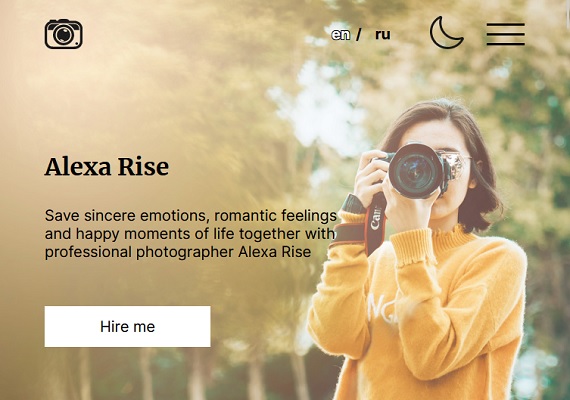 en / ru
Alexa Rise
Save sincere emotions, romantic feelings
and happy moments of life together with
professional photographer Alexa Rise
Hire me
Canon